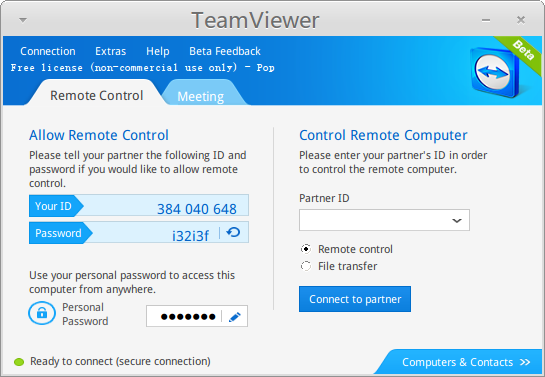 TeamViewer
Connection Extras Help Beta Feedback
Free license (non-commercial use only) - Pop
Beta
Remote Control Meeting
Allow Remote Control
Please tell your partner the following ID and
password if you would like to allow remote
control.
Your ID 384 040 648
Password i32i3f
Use your personal password to access this
computer from anywhere.
Personal
Password
Control Remote Computer
Please enter your partner's ID in order
to control the remote computer.
Partner ID
Remote control
File transfer
Connect to partner
Ready to connect (secure connection)
Computers & Contacts >>